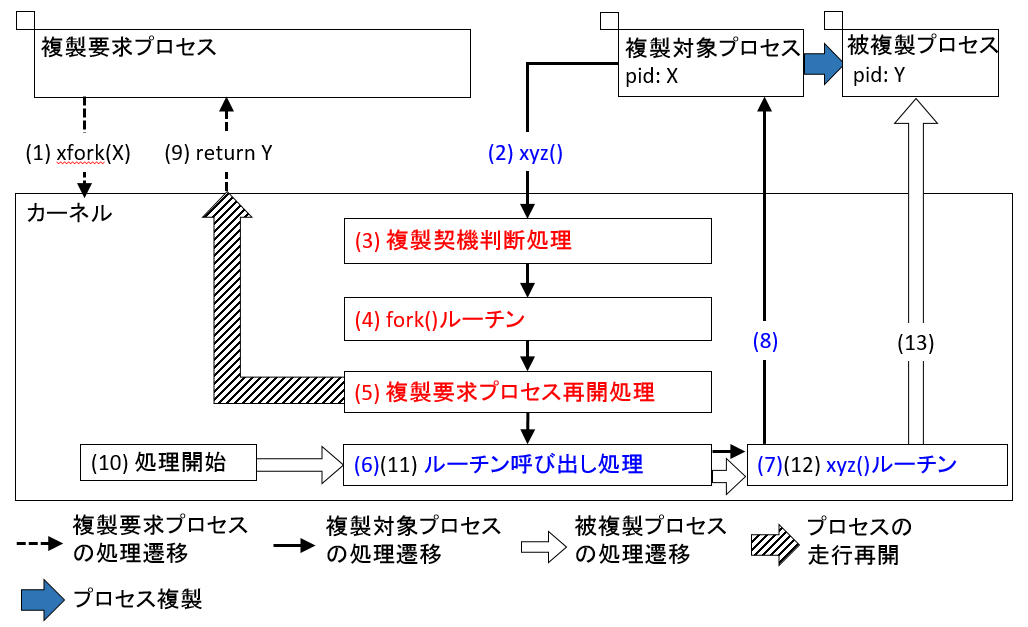 複製要求プロセス
複製対象プロセス
pid: X
被複製プロセス
pid: Y
(1) xfork(X)
(9) return Y
(2) xyz()
カーネル
(3) 複製契機判断処理
(4) fork()ルーチン
(8)
(13)
(5) 複製要求プロセス再開処理
(10) 処理開始
(6)(11) ルーチン呼び出し処理
(7)(12) xyz()ルーチン
複製要求プロセス
の処理遷移
複製対象プロセス
の処理遷移
被複製プロセス
の処理遷移
プロセスの
走行再開
プロセス複製